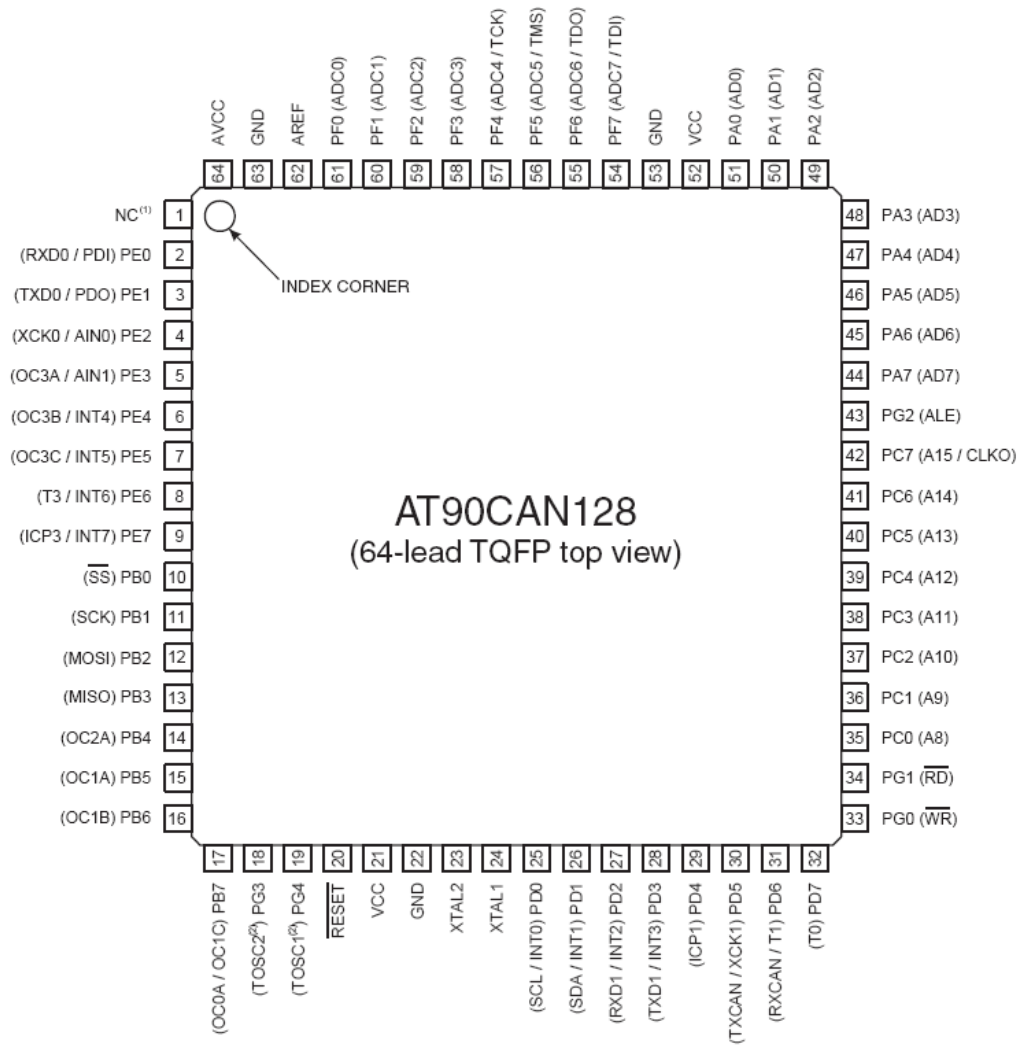 AVCC
GND
AREF
PF0 (ADC0)
PF1 (ADC1)
PF2 (ADC2)
PF3 (ADC3)
PF4 (ADC4 / TCK)
PF5 (ADC5 / TMS)
PF6 (ADC6 / TDO)
PF7 (ADC7 / TDI)
GND
VCC
PA0 (AD0)
PA1 (AD1)
PA2 (AD2)
64
63
62
61
60
59
58
57
56
55
54
53
52
51
50
49
NC(1) 1
(RXD0 / PDI) PE0 2
(TXD0 / PDO) PE1 3
(XCK0 / AIN0) PE2 4
(OC3A / AIN1) PE3 5
(OC3B / INT4) PE4 6
(OC3C / INT5) PE5 7
(T3 / INT6) PE6 8
(ICP3 / INT7) PE7 9
(SS) PB0 10
(SCK) PB1 11
(MOSI) PB2 12
(MISO) PB3 13
(OC2A) PB4 14
(OC1A) PB5 15
(OC1B) PB6 16
INDEX CORNER
AT90CAN128
(64-lead TQFP top view)
48 PA3 (AD3)
47 PA4 (AD4)
46 PA5 (AD5)
45 PA6 (AD6)
44 PA7 (AD7)
43 PG2 (ALE)
42 PC7 (A15 / CLKO)
41 PC6 (A14)
40 PC5 (A13)
39 PC4 (A12)
38 PC3 (A11)
37 PC2 (A10)
36 PC1 (A9)
35 PC0 (A8)
34 PG1 (RD)
33 PG0 (WR)
17
18
19
20
21
22
23
24
25
26
27
28
29
30
31
32
(OC0A / OC1C) PB7
(TOSC2(2)) PG3
(TOSC1(2)) PG4
RESET
VCC
GND
XTAL2
XTAL1
(SCL / INT0) PD0
(SDA / INT1) PD1
(RXD1 / INT2) PD2
(TXD1 / INT3) PD3
(ICP1) PD4
(TXCAN / XCK1) PD5
(RXCAN / T1) PD6
(T0) PD7